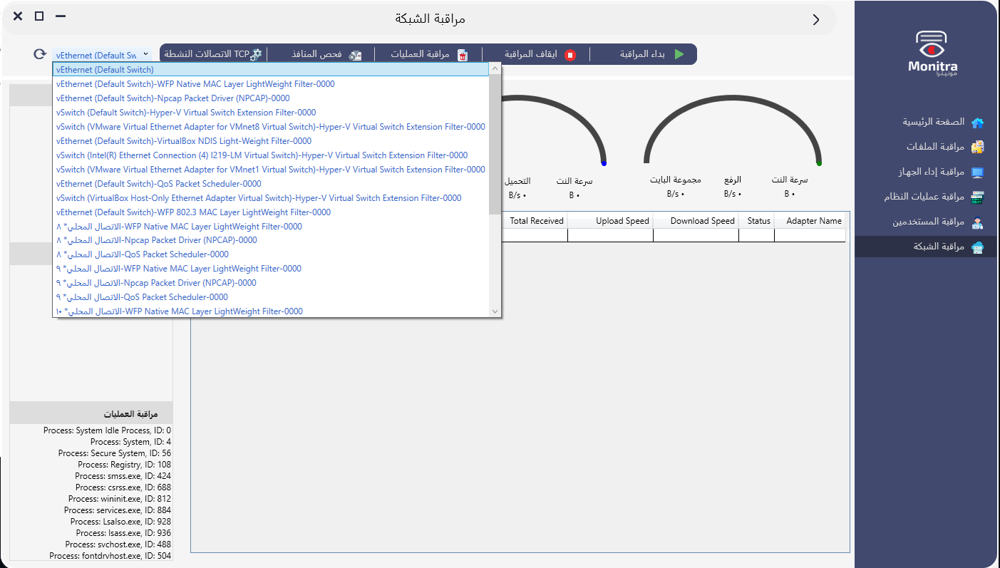 مراقبة الشبكة
Monitra
مونيترا
الصفحة الرئيسية
مراقبة الملفات
مراقبة إداء الجهاز
مراقبة عمليات النظام
مراقبة المستخدمين
مراقبة الشبكة
بداء المراقبة
ايقاف المراقبة
مراقبة العمليات
فحص المنافذ
الاتصالات النشطة TCP
vEthernet (Default Sw
vEthernet (Default Switch)
vEthernet (Default Switch)-WFP Native MAC Layer LightWeight Filter-0000
vEthernet (Default Switch)-Npcap Packet Driver (NPCAP)-0000
vSwitch (Default Switch)-Hyper-V Virtual Switch Extension Filter-0000
vSwitch (VMware Virtual Ethernet Adapter for VMnet8 Virtual Switch)-Hyper-V Virtual Switch Extension Filter-0000
vEthernet (Default Switch)-VirtualBox NDIS Light-Weight Filter-0000
vSwitch (Intel(R) Ethernet Connection (4) I219-LM Virtual Switch)-Hyper-V Virtual Switch Extension Filter-0000
vSwitch (VMware Virtual Ethernet Adapter for VMnet1 Virtual Switch)-Hyper-V Virtual Switch Extension Filter-0000
vEthernet (Default Switch)-QoS Packet Scheduler-0000
vSwitch (VirtualBox Host-Only Ethernet Adapter Virtual Switch)-Hyper-V Virtual Switch Extension Filter-0000
vEthernet (Default Switch)-WFP 802.3 MAC Layer LightWeight Filter-0000
الاتصال المحلي* ٨-WFP Native MAC Layer LightWeight Filter-0000
الاتصال المحلي* ٨-Npcap Packet Driver (NPCAP)-0000
الاتصال المحلي* ٨-QoS Packet Scheduler-0000
الاتصال المحلي* ٩-WFP Native MAC Layer LightWeight Filter-0000
الاتصال المحلي* ٩-Npcap Packet Driver (NPCAP)-0000
الاتصال المحلي* ٩-QoS Packet Scheduler-0000
الاتصال المحلي* ١٠-WFP Native MAC Layer LightWeight Filter-0000
سرعة النت الرفع مجموعة البايت
٠ B ٠ B/s ٠ B/s
سرعة النت التحميل
٠ B ٠ B/s
Adapter Name Status Download Speed Upload Speed Total Received
مراقبة العمليات
Process: System Idle Process, ID: 0
Process: System, ID: 4
Process: Secure System, ID: 56
Process: Registry, ID: 108
Process: smss.exe, ID: 424
Process: csrss.exe, ID: 688
Process: wininit.exe, ID: 812
Process: services.exe, ID: 884
Process: LsaIso.exe, ID: 928
Process: lsass.exe, ID: 936
Process: svchost.exe, ID: 488
Process: fontdrvhost.exe, ID: 504